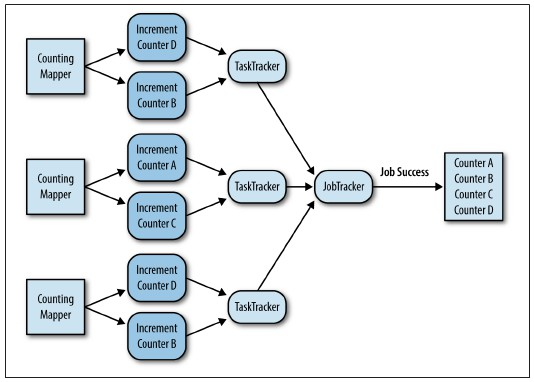 Counting
Mapper
Increment
Counter D
Increment
Counter B
TaskTracker
Counting
Mapper
Increment
Counter A
Increment
Counter C
TaskTracker
JobTracker
Job Success
Counter A
Counter B
Counter C
Counter D
Counting
Mapper
Increment
Counter D
Increment
Counter B
TaskTracker